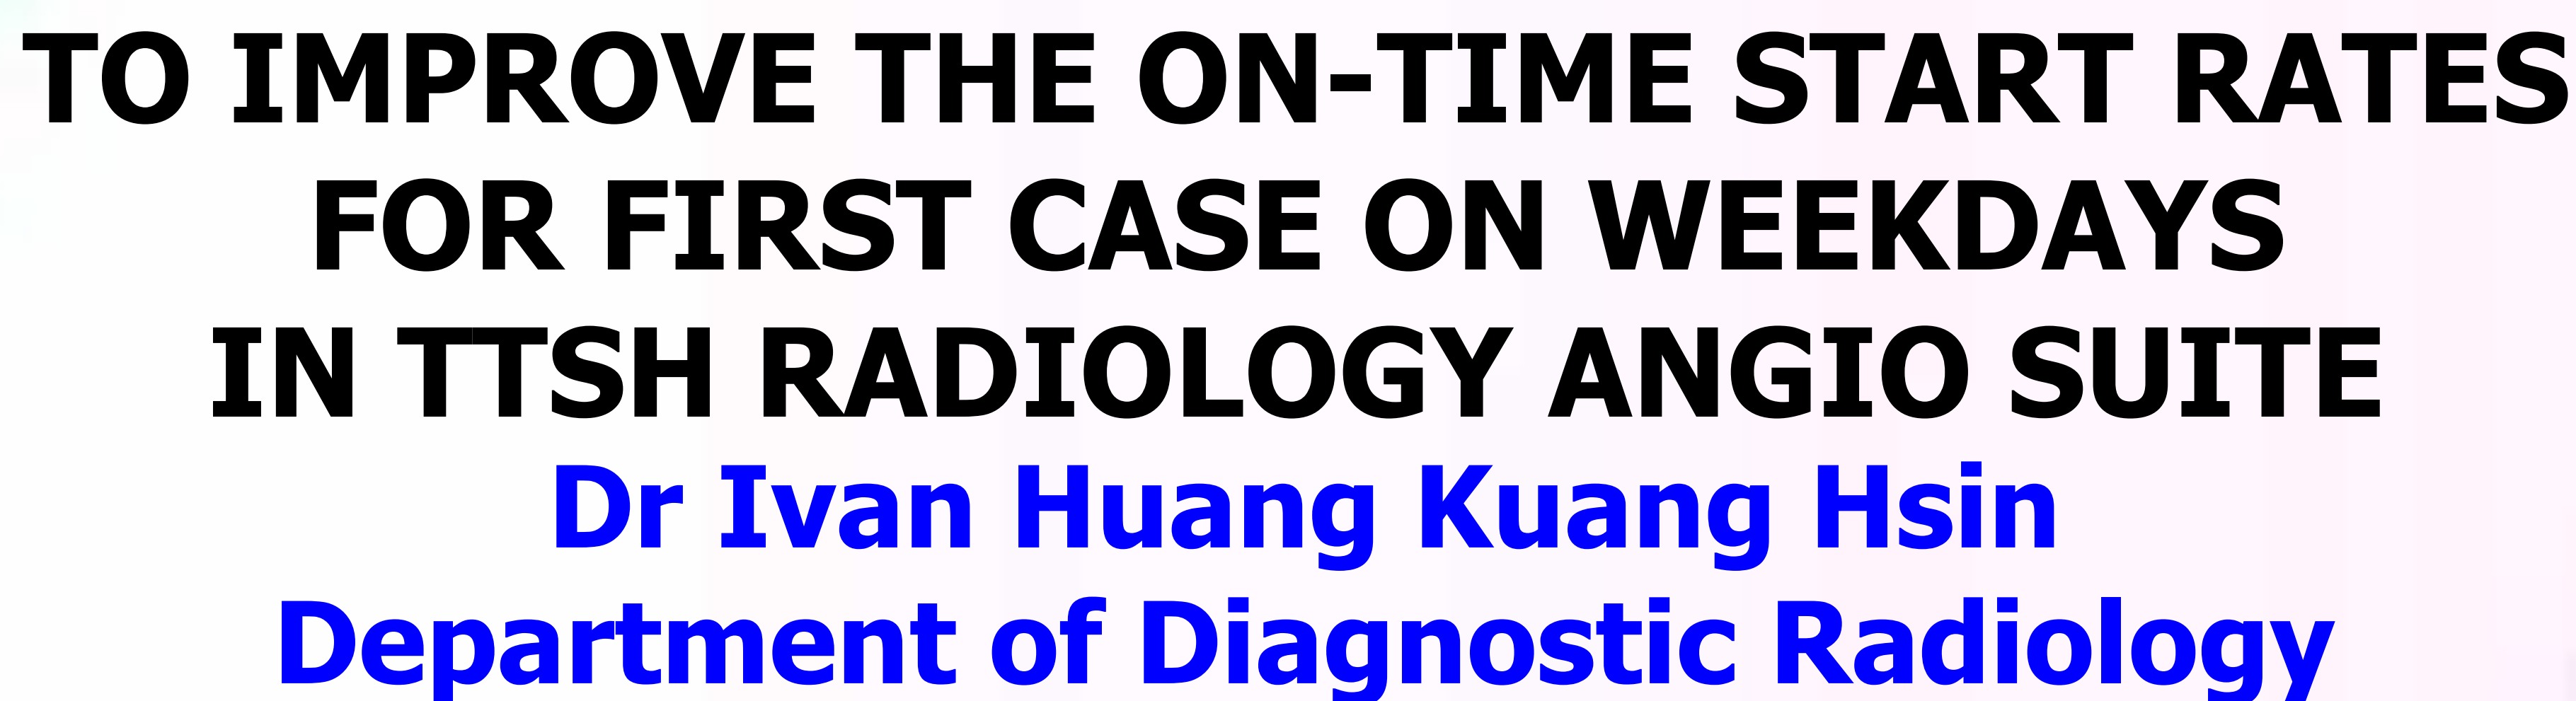 TO IMPROVE THE ON-TIME START RATES
FOR FIRST CASE ON WEEKDAYS
IN TTSH RADIOLOGY ANGIO SUITE
Dr Ivan Huang Kuang Hsin
Department of Diagnostic Radiology